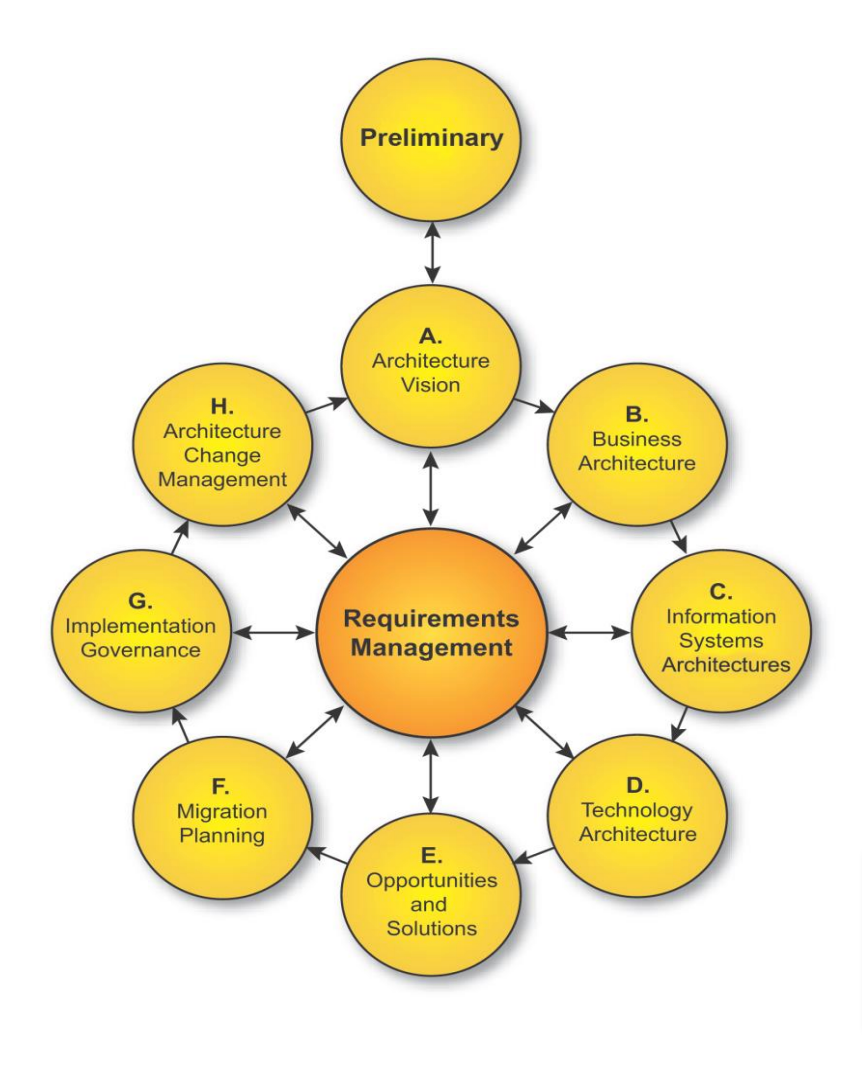 Preliminary
A.
Architecture
Vision
B.
Business
Architecture
C.
Information
Systems
Architectures
D.
Technology
Architecture
E.
Opportunities
and
Solutions
F.
Migration
Planning
G.
Implementation
Governance
H.
Architecture
Change
Management
Requirements
Management